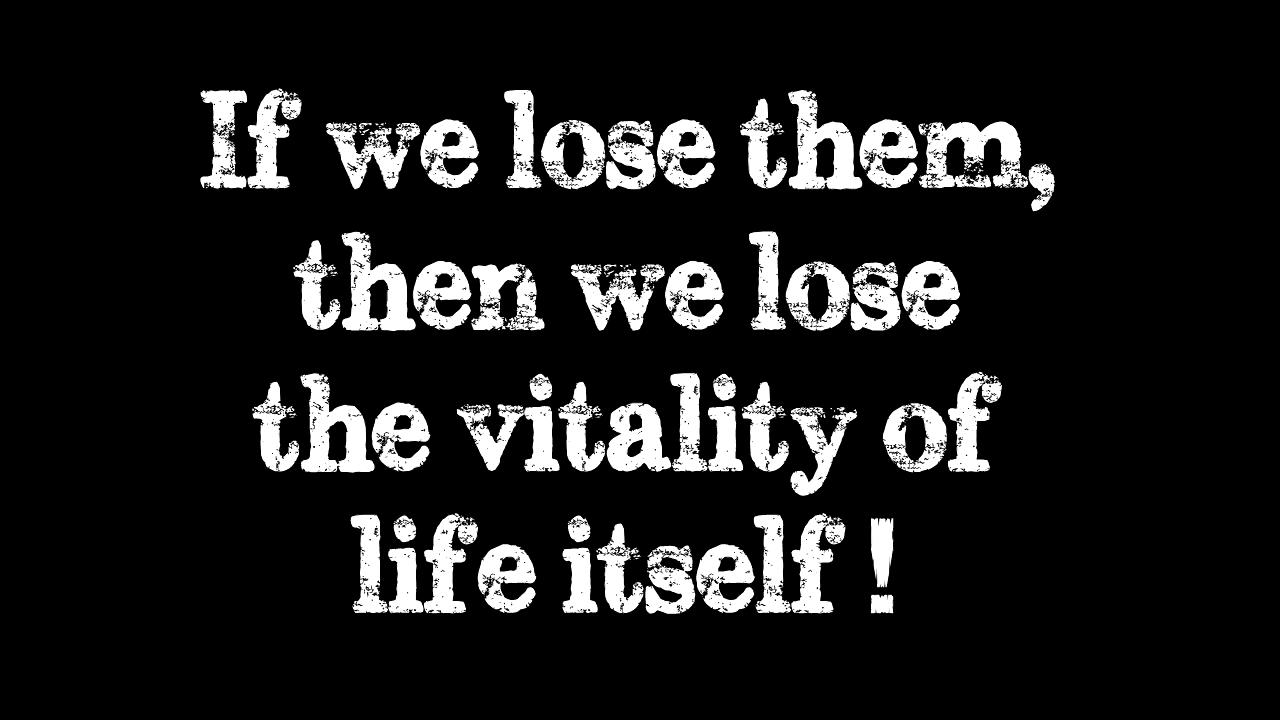 If we lose them,
then we lose
the vitality of
life itself !